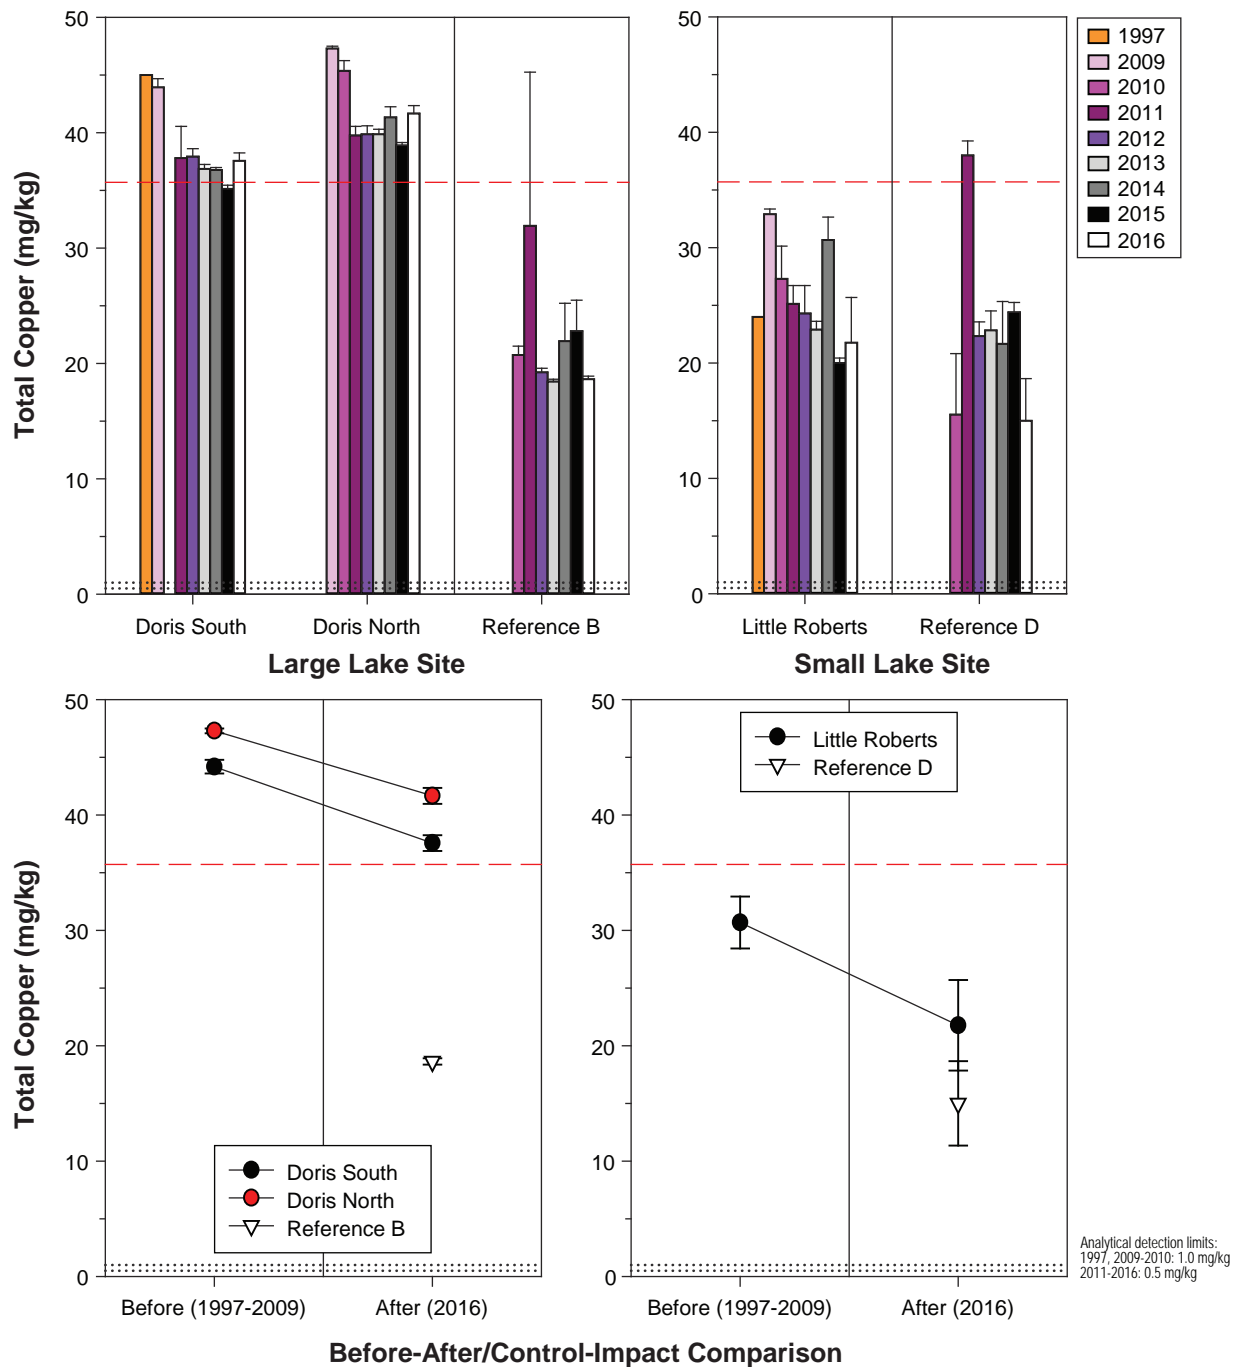 50
40
30
20
10
0
Total Copper (mg/kg)
Doris South
Doris North
Reference B
Large Lake Site
50
40
30
20
10
0
Little Roberts
Reference D
Small Lake Site
1997
2009
2010
2011
2012
2013
2014
2015
2016
50
40
30
20
10
0
Total Copper (mg/kg)
Doris South
Doris North
Reference B
Before (1997-2009)
After (2016)
50
40
30
20
10
0
Little Roberts
Reference D
Before (1997-2009)
After (2016)
Analytical detection limits:
1997, 2009-2010: 1.0 mg/kg
2011-2016: 0.5 mg/kg
Before-After/Control-Impact Comparison